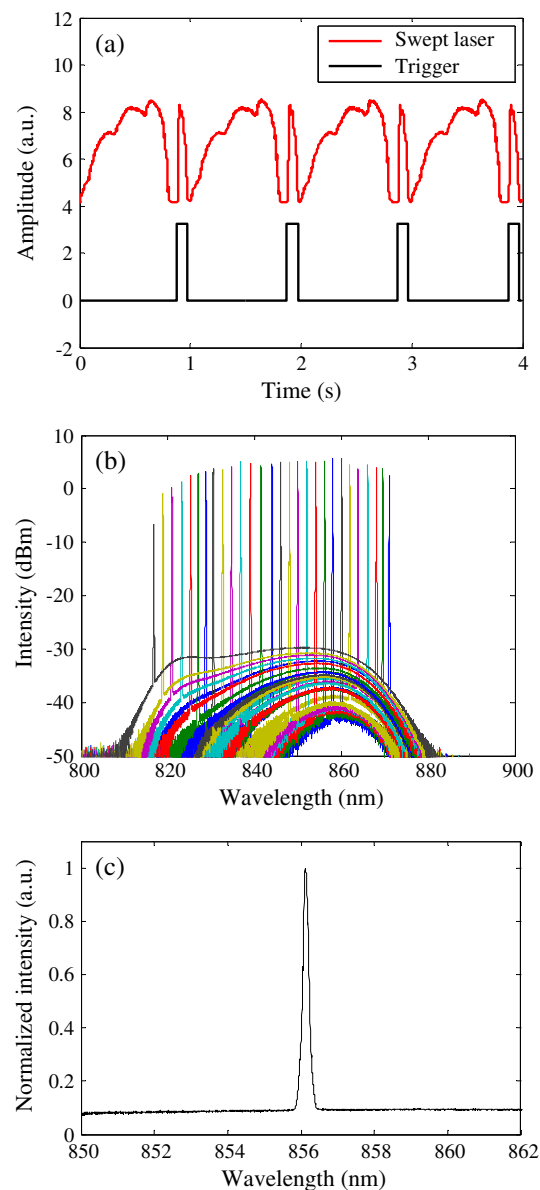 (a)
Swept laser
Trigger
12
10
8
6
4
2
0
-2
Amplitude (a.u.)
0 1 2 3 4
Time (s)
(b)
10
0
-10
-20
-30
-40
-50
Intensity (dBm)
800 820 840 860 880 900
Wavelength (nm)
(c)
1
0.8
0.6
0.4
0.2
0
Normalized intensity (a.u.)
850 852 854 856 858 860 862
Wavelength (nm)